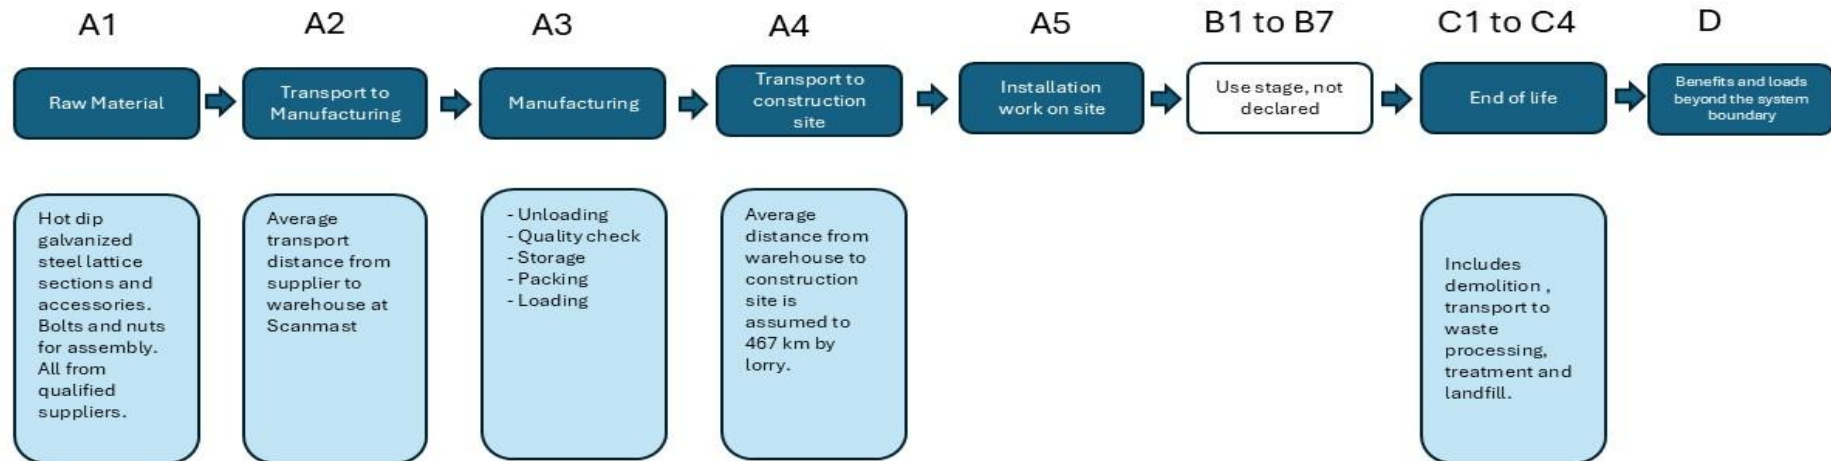 A1
A2
A3
A4
A5
B1 to B7
C1 to C4
D
Raw Material
Transport to
Manufacturing
Manufacturing
Transport to
construction
site
Installation
work on site
Use stage, not
declared
End of life
Benefits and loads
beyond the system
boundary
Hot dip
galvanized
steel lattice
sections and
accessories.
Bolts and nuts
for assembly.
All from
qualified
suppliers.
Average
transport
distance from
supplier to
warehouse at
Scanmast
- Unloading
- Quality check
- Storage
- Packing
- Loading
Average
distance from
warehouse to
construction
site is
assumed to
467 km by
lorry.
Includes
demolition ,
transport to
waste
processing,
treatment and
landfill.